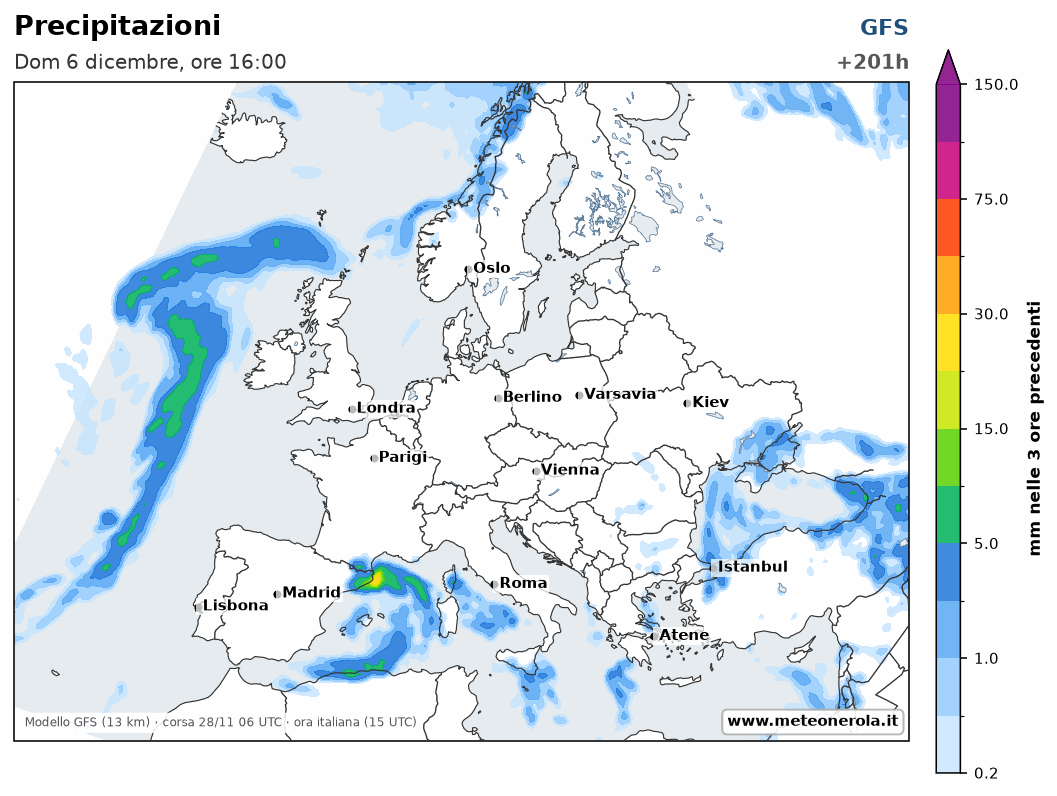 Precipitazioni
GFS
Dom 6 dicembre, ore 16:00
+201h
150.0
75.0
30.0
15.0
5.0
1.0
0.2
mm nelle 3 ore precedenti
Oslo
Berlino
Varsavia
Kiev
Londra
Parigi
Vienna
Istanbul
Roma
Madrid
Lisbona
Atene
Modello GFS (13 km) · corsa 28/11 06 UTC · ora italiana (15 UTC)
www.meteonerola.it